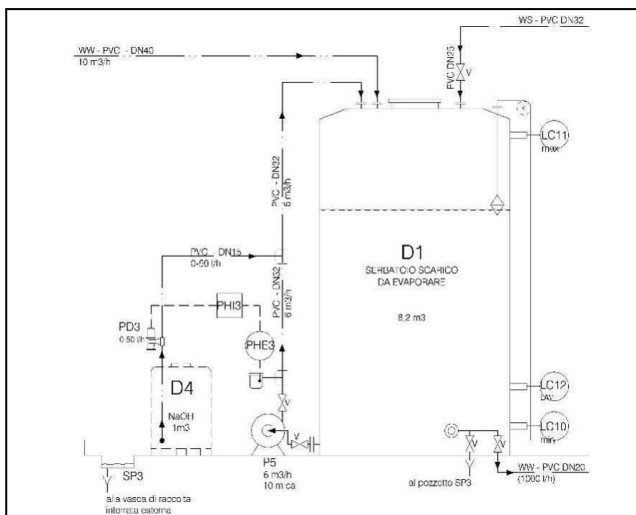 WS - PVC DN32
WW - PVC - DN40
10 m3/h
PVC DN25
V
LC11
max
PVC - DN32
6 m3/h
PVC - DN15
0-50 l/h
D1
SERBATOIO SCARICO
DA EVAPORARE
8,2 m3
PVC - DN32
6 m3/h
PHI3
PHE3
PD3
0-50 l/h
D4
NaOH
1m3
LC12
LC10
min
V
V
V
V
P5
6 m3/h
10 m ca
SP3
al pozzetto SP3
WW - PVC DN20
(1000 l/h)
alla vasca di raccolta
interrata esterna